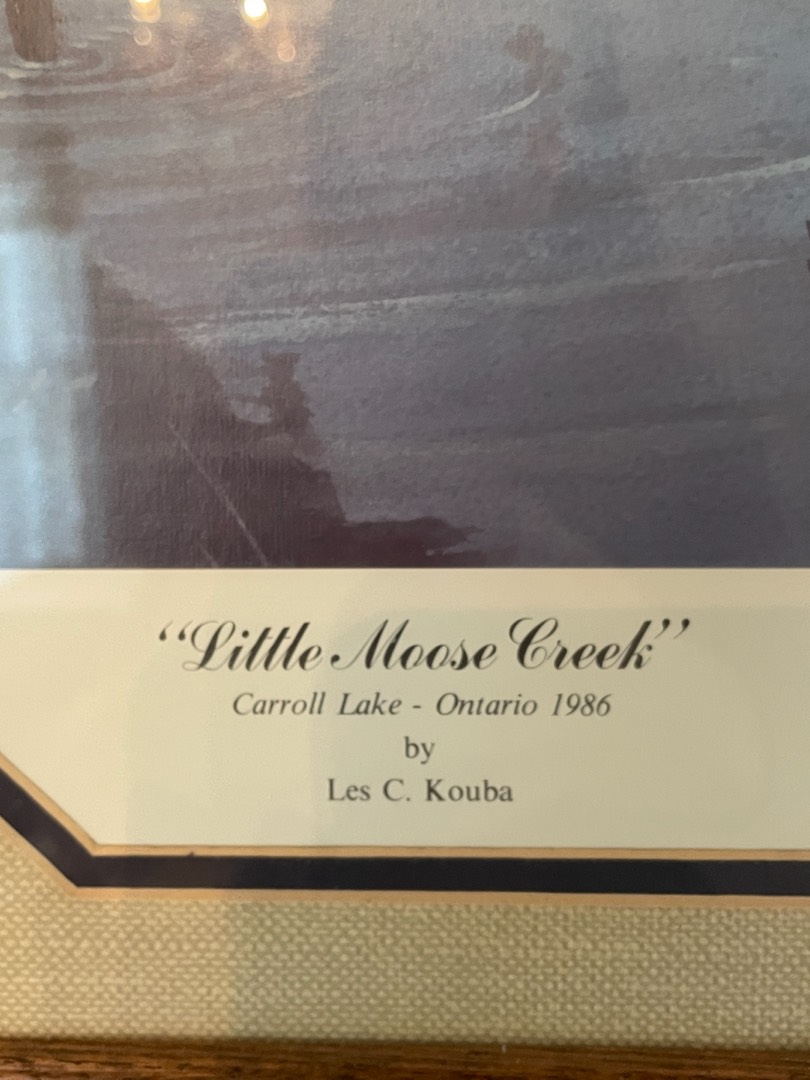 “Little Moose Creek”
Carroll Lake - Ontario 1986
by
Les C. Kouba